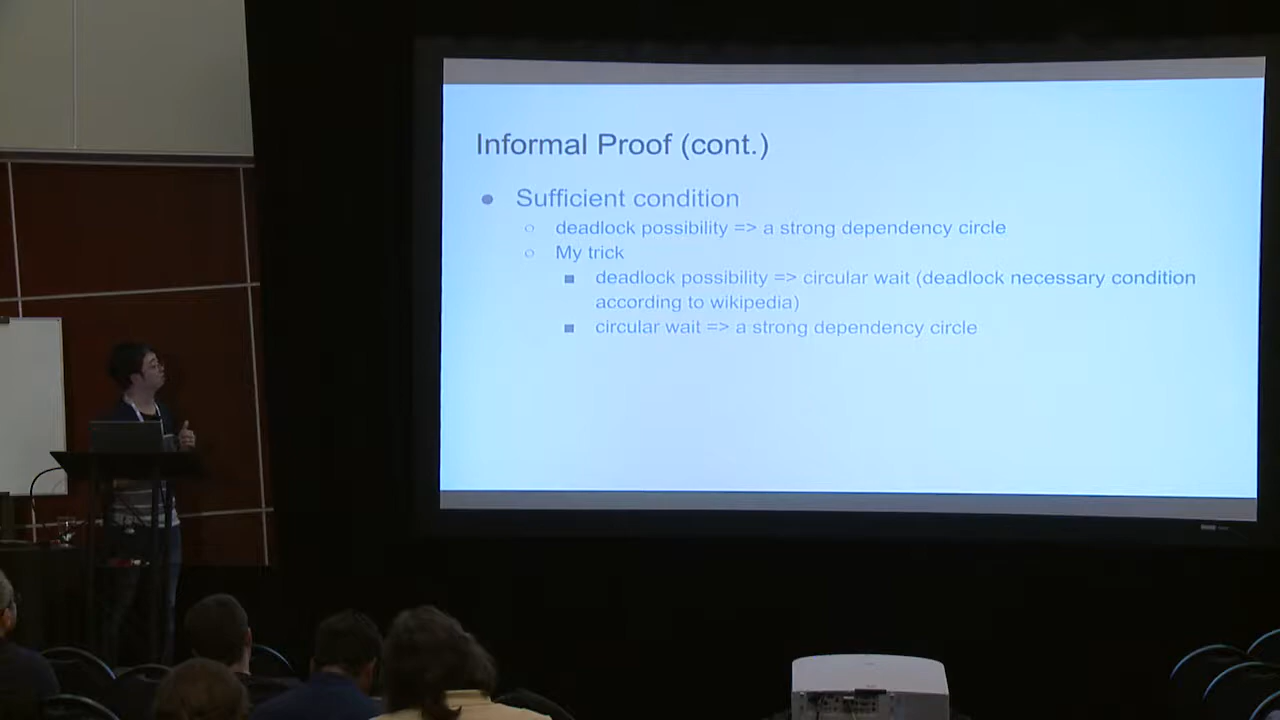 Informal Proof (cont.)
● Sufficient condition
○ deadlock possibility => a strong dependency circle
○ My trick
■ deadlock possibility => circular wait (deadlock necessary condition
according to wikipedia)
■ circular wait => a strong dependency circle